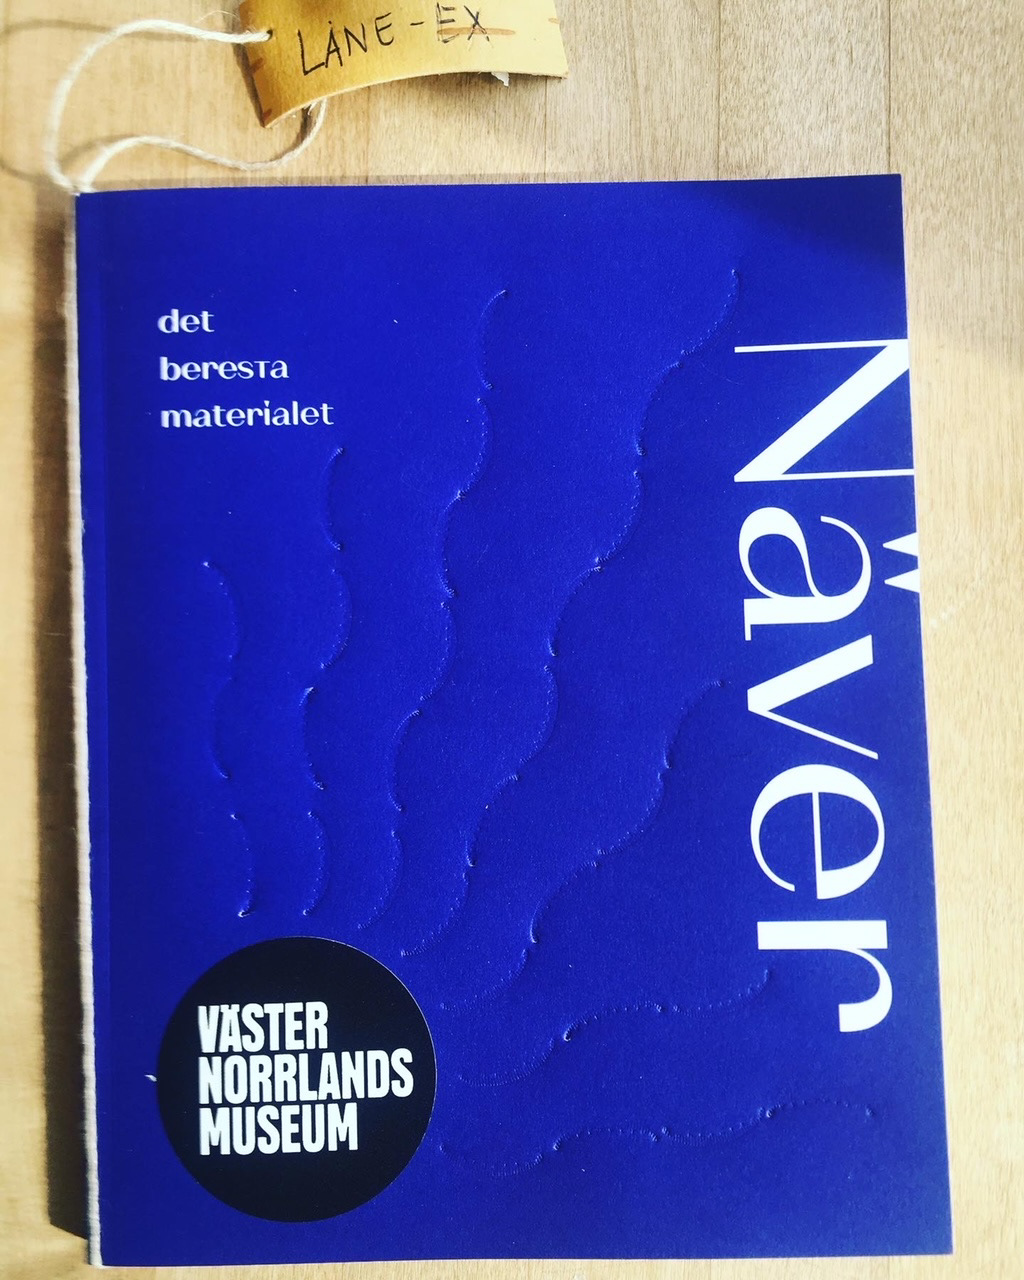 LÅNE-EX
det
beresta
materialet
Näver
VÄSTER
NORRLANDS
MUSEUM